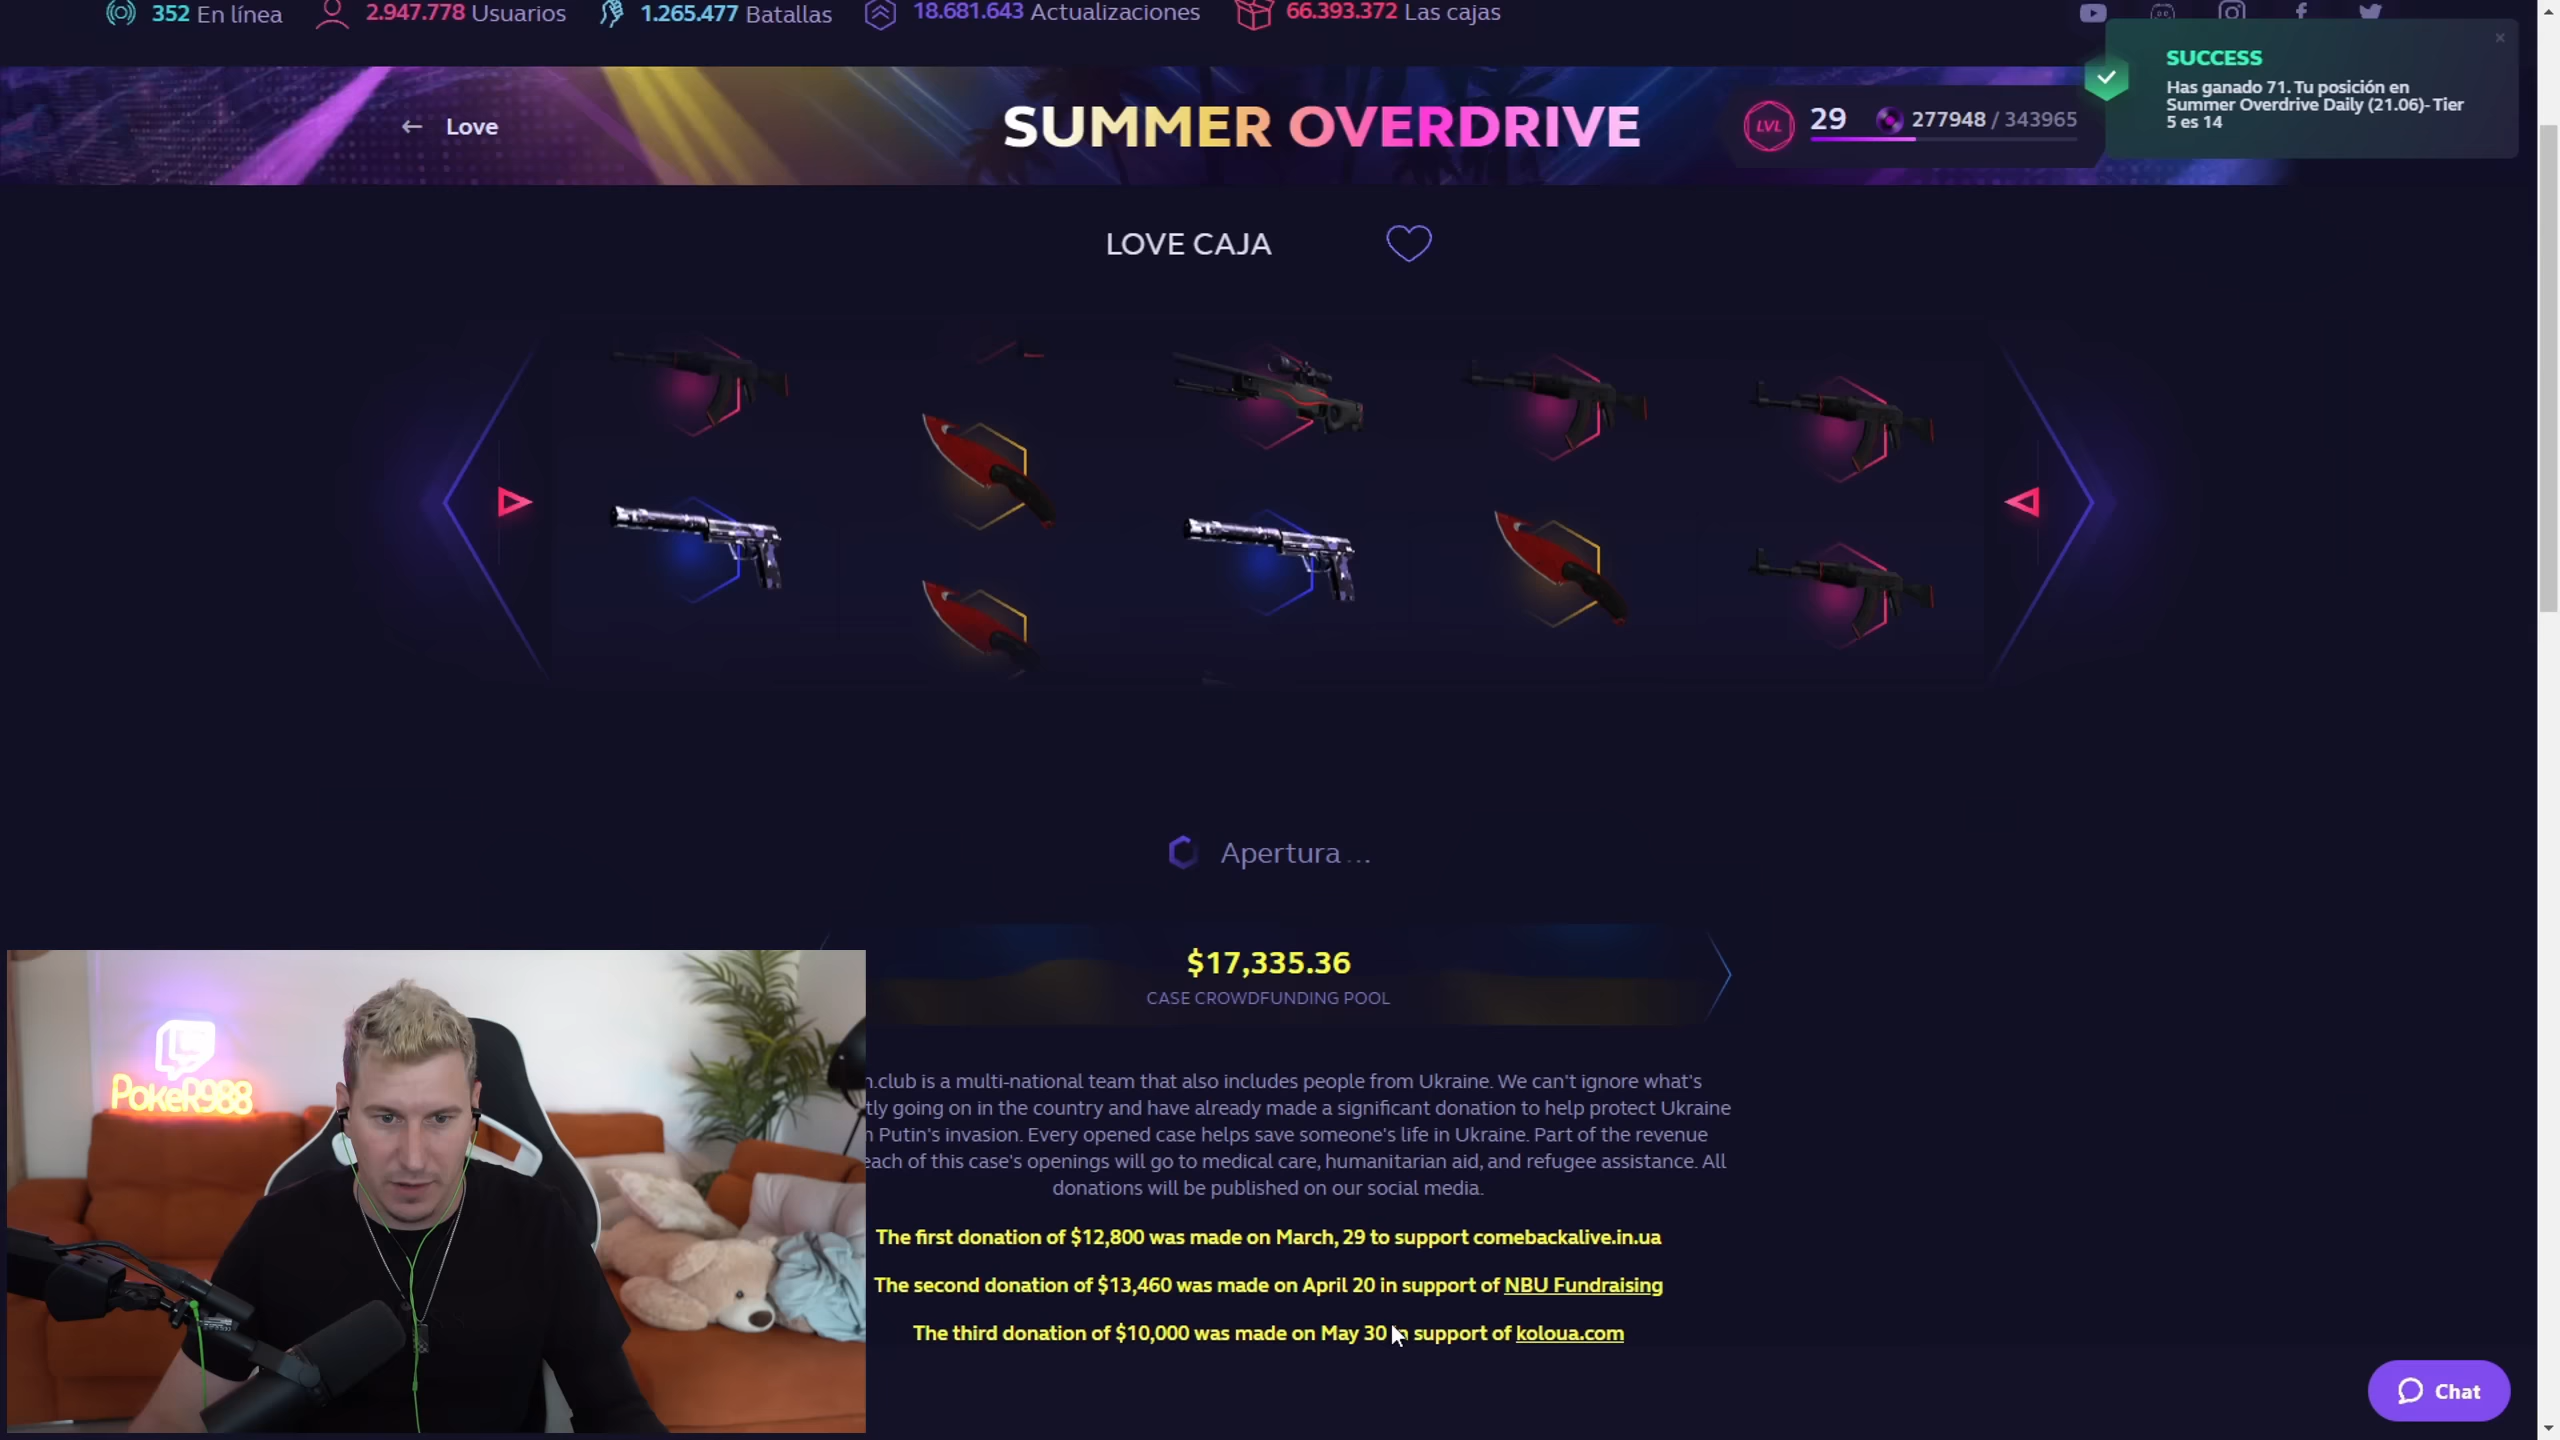 352 En línea 2.947.778 Usuarios 1.265.477 Batallas 18.681.643 Actualizaciones 66.393.372 Las cajas
SUCCESS
Has ganado 71. Tu posición en
Summer Overdrive Daily (21.06)- Tier
5 es 14
← Love
SUMMER OVERDRIVE
LVL 29 277948 / 343965
LOVE CAJA
Apertura ...
$17,335.36
CASE CROWDFUNDING POOL
PokeR988
.club is a multi-national team that also includes people from Ukraine. We can't ignore what's
tly going on in the country and have already made a significant donation to help protect Ukraine
Putin's invasion. Every opened case helps save someone's life in Ukraine. Part of the revenue
each of this case's openings will go to medical care, humanitarian aid, and refugee assistance. All
donations will be published on our social media.
The first donation of $12,800 was made on March, 29 to support comebackalive.in.ua
The second donation of $13,460 was made on April 20 in support of NBU Fundraising
The third donation of $10,000 was made on May 30 in support of koloua.com
Chat